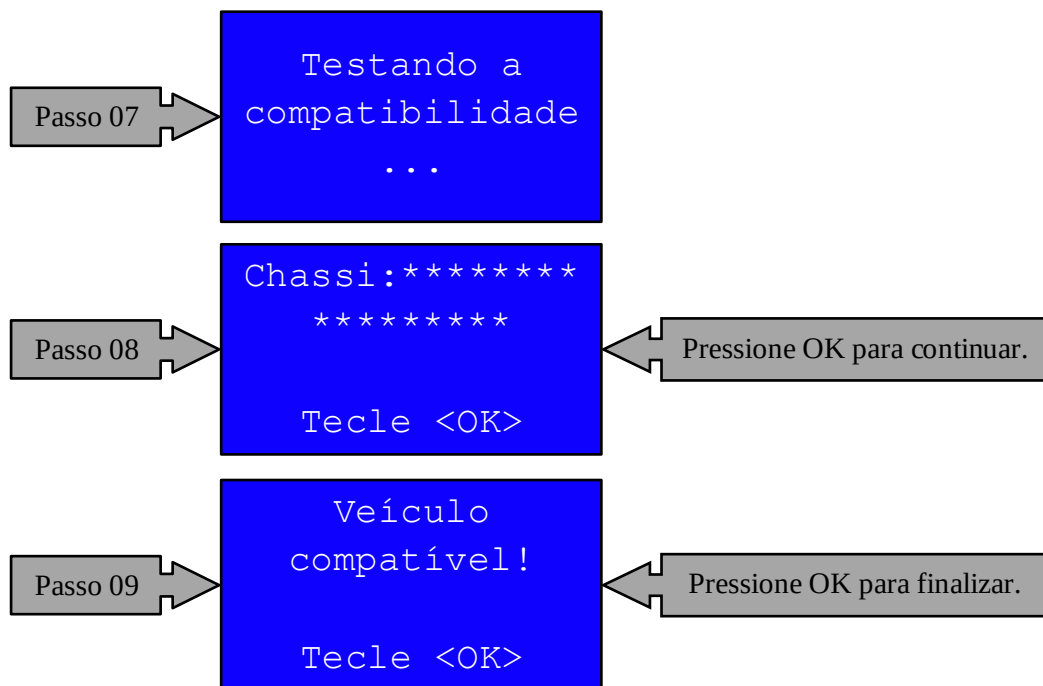 Passo 07
Testando a
compatibilidade
...
Passo 08
Chassi:********
*********
Tecle <OK>
Pressione OK para continuar.
Passo 09
Veículo
compatível!
Tecle <OK>
Pressione OK para finalizar.